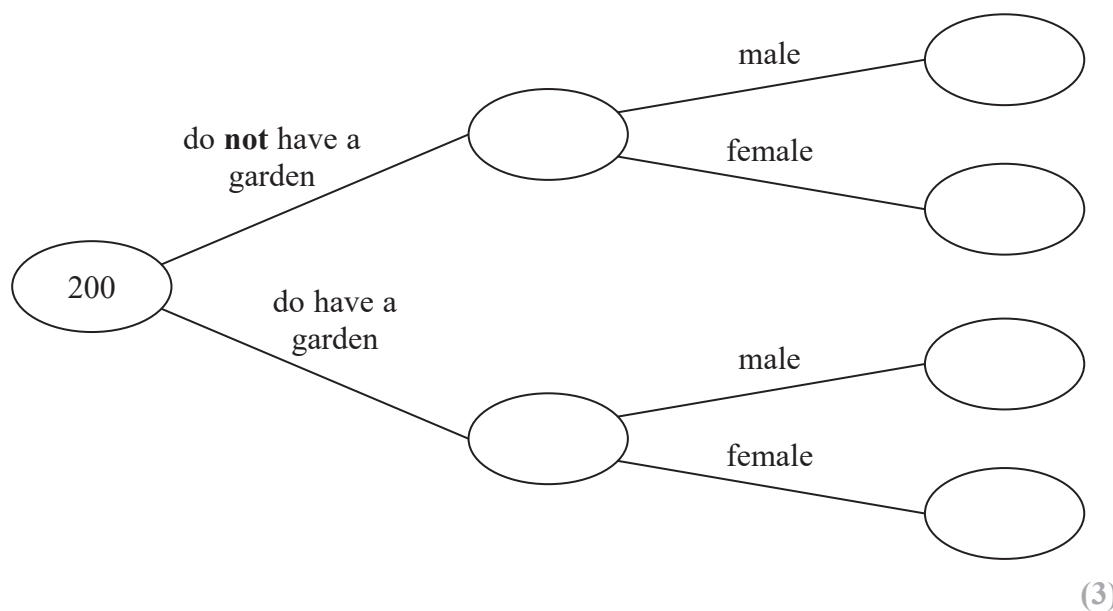 male
do not have a
garden
female
200
do have a
garden
male
female
(3)